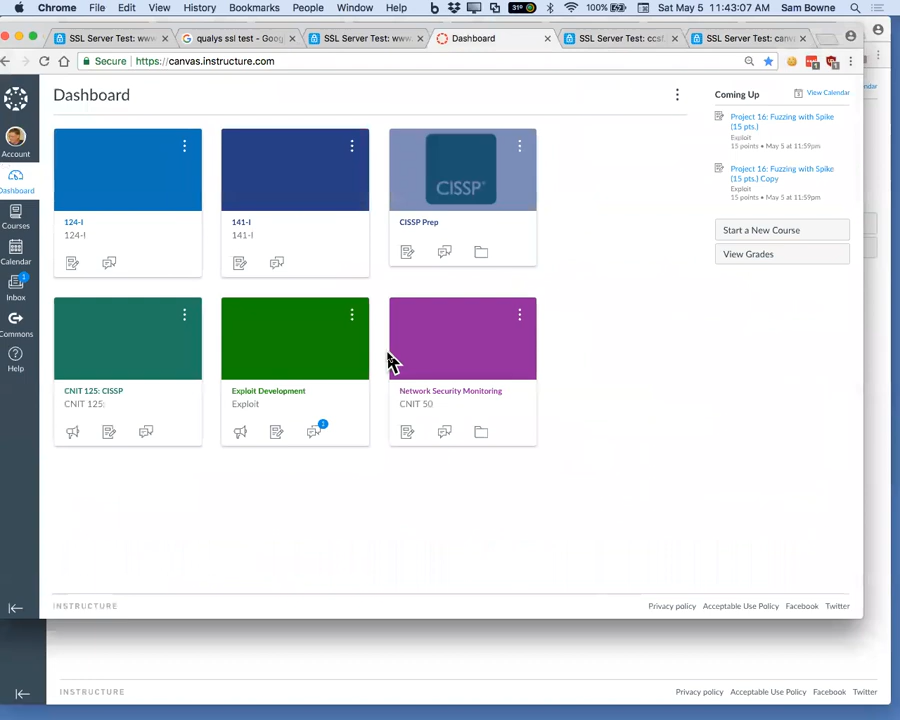 Chrome File Edit View History Bookmarks People Window Help 31° 100% Sat May 5 11:43:07 AM Sam Bowne
SSL Server Test: www. qualys ssl test - Goog SSL Server Test: www. Dashboard SSL Server Test: ccsf. SSL Server Test: canv
Secure https://canvas.instructure.com
Dashboard
Coming Up
View Calendar
Project 16: Fuzzing with Spike
(15 pts.)
Exploit
15 points • May 5 at 11:59pm
Project 16: Fuzzing with Spike
(15 pts.) Copy
Exploit
15 points • May 5 at 11:59pm
Start a New Course
View Grades
Account
Dashboard
Courses
Calendar
1
Inbox
Commons
Help
CISSP
124-I
124-I
141-I
141-I
CISSP Prep
CNIT 125: CISSP
CNIT 125:
Exploit Development
Exploit
Network Security Monitoring
CNIT 50
INSTRUCTURE
Privacy policy Acceptable Use Policy Facebook Twitter
INSTRUCTURE
Privacy policy Acceptable Use Policy Facebook Twitter